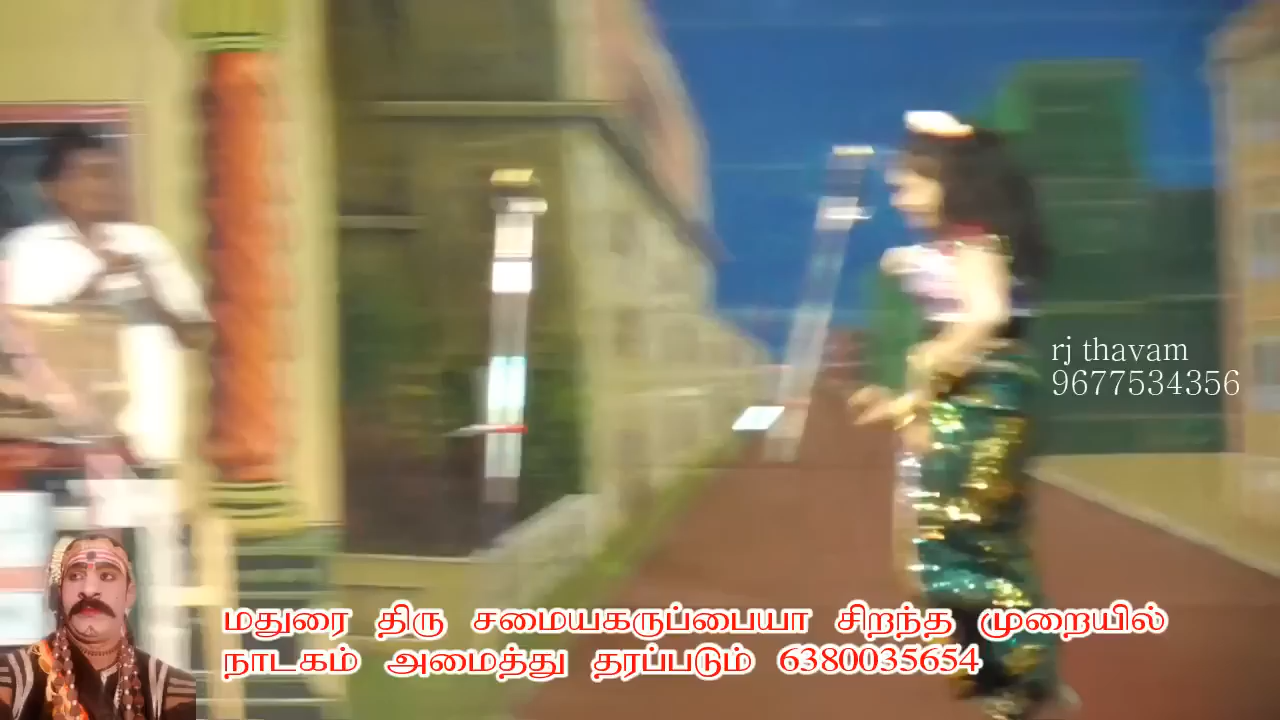 rj thavam
9677534356
மதுரை திரு சமையகருப்பையா சிறந்த முறையில்
நாடகம் அமைத்து தரப்படும் 6380035654